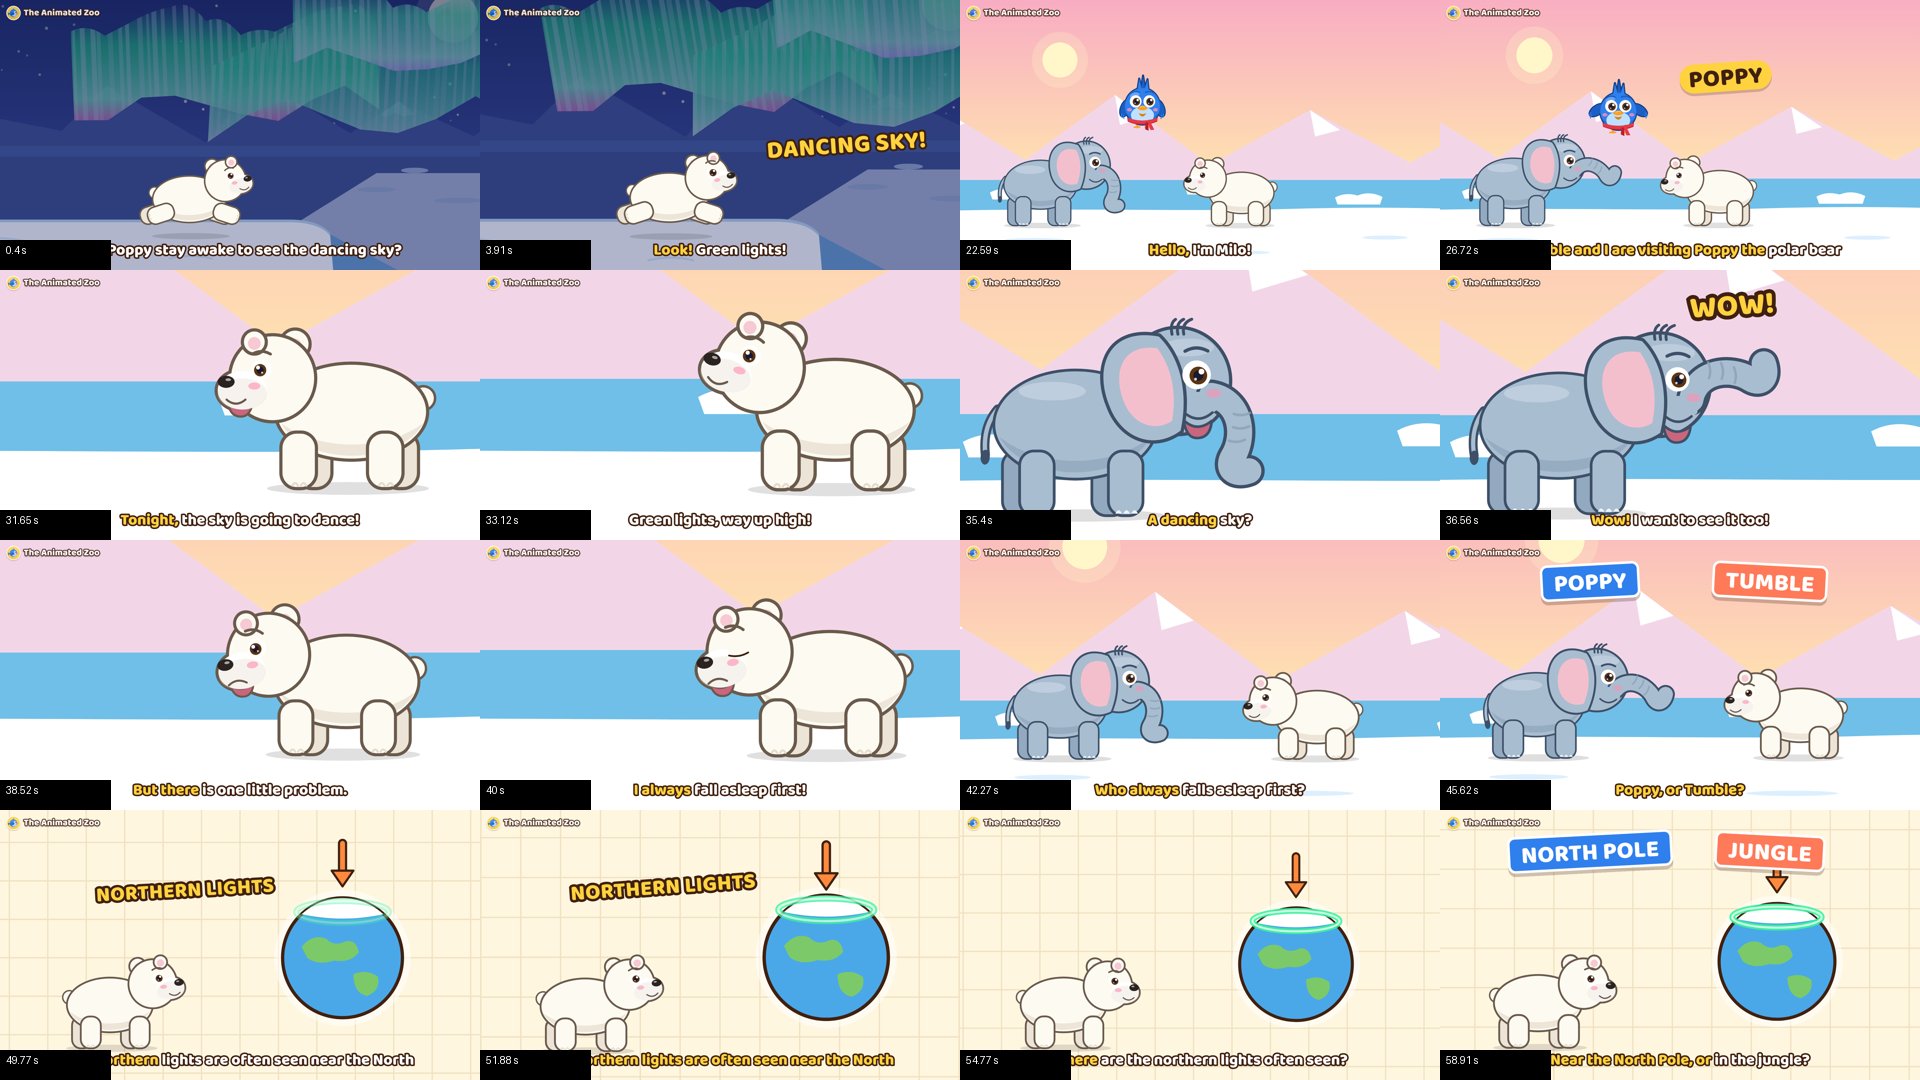 The Animated Zoo
Poppy stay awake to see the dancing sky?
0.4 s
The Animated Zoo
DANCING SKY!
Look! Green lights!
3.91 s
The Animated Zoo
Hello, I'm Milo!
22.59 s
The Animated Zoo
POPPY
and I are visiting Poppy the polar bear
26.72 s
The Animated Zoo
Tonight, the sky is going to dance!
31.65 s
The Animated Zoo
Green lights, way up high!
33.12 s
The Animated Zoo
A dancing sky?
35.4 s
The Animated Zoo
WOW!
Wow! I want to see it too!
36.56 s
The Animated Zoo
But there is one little problem.
38.52 s
The Animated Zoo
I always fall asleep first!
40 s
The Animated Zoo
Who always falls asleep first?
42.27 s
The Animated Zoo
POPPY
TUMBLE
Poppy, or Tumble?
45.62 s
The Animated Zoo
NORTHERN LIGHTS
lights are often seen near the North
49.77 s
The Animated Zoo
NORTHERN LIGHTS
lights are often seen near the North
51.88 s
The Animated Zoo
are the northern lights often seen?
54.77 s
The Animated Zoo
NORTH POLE
JUNGLE
Near the North Pole, or in the jungle?
58.91 s